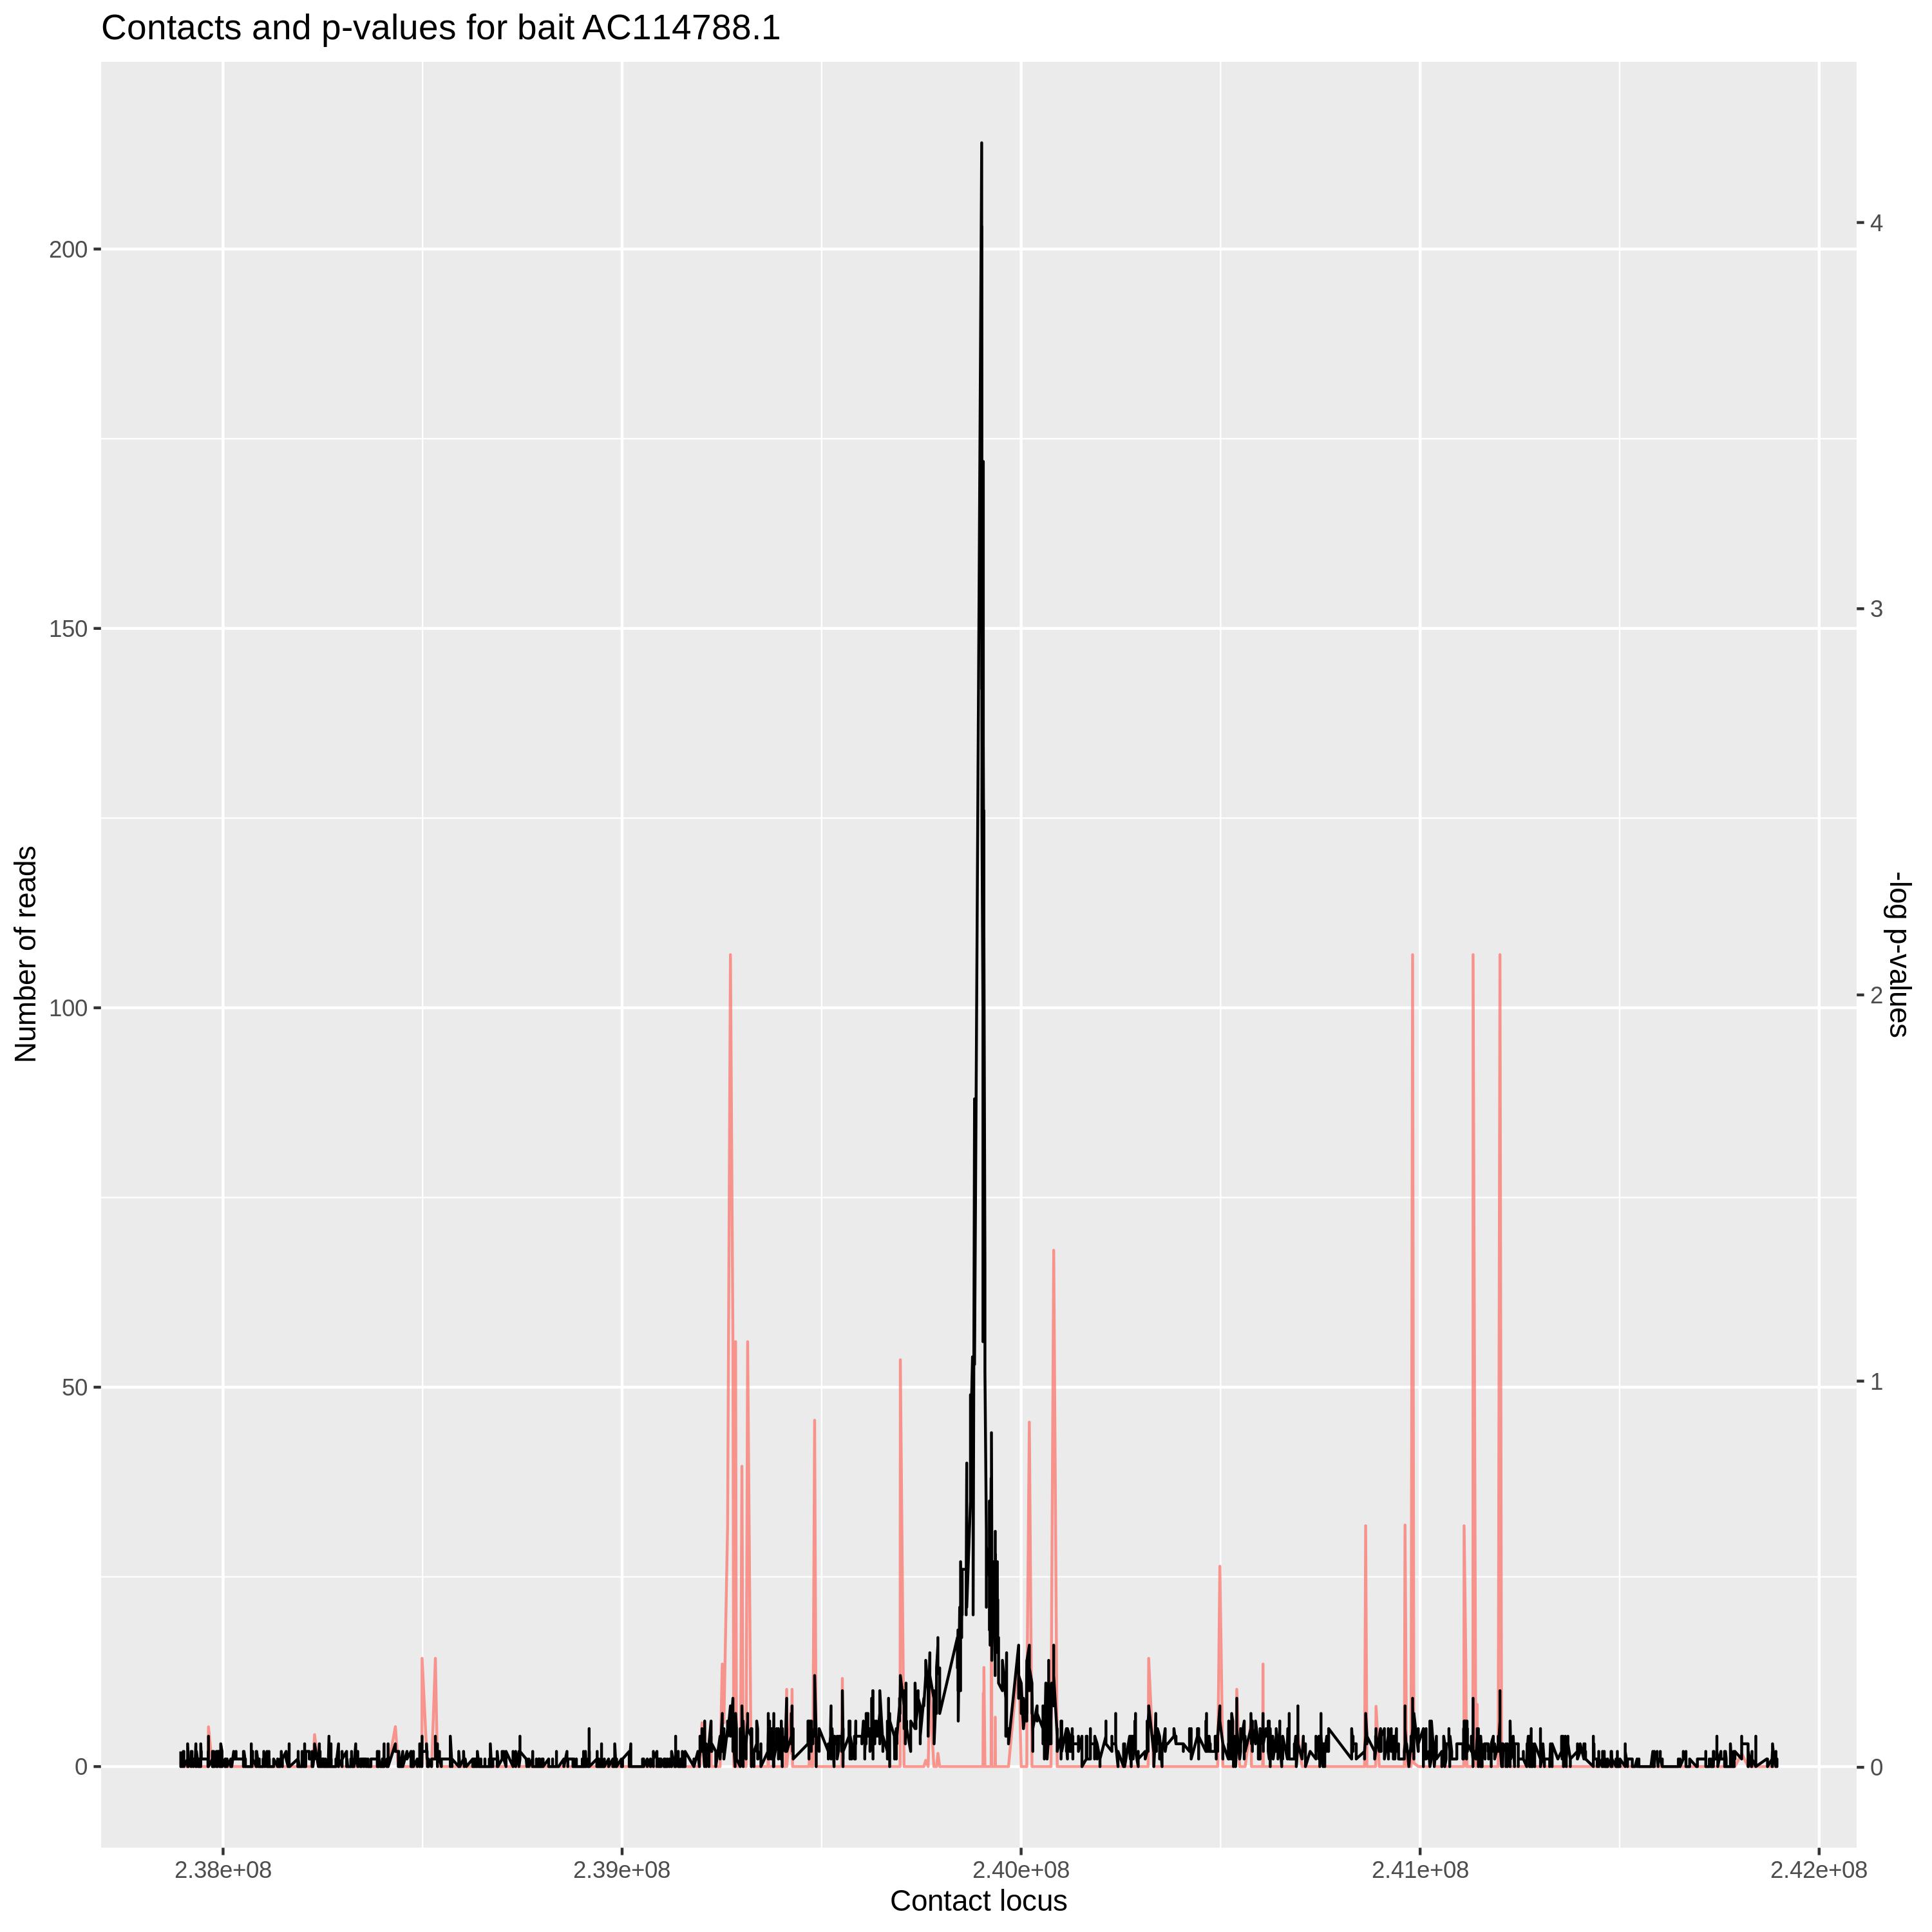 Contacts and p-values for bait AC114788.1
200
150
100
50
0
Number of reads
4
3
2
1
0
-log p-values
2.38e+08 2.39e+08 2.40e+08 2.41e+08 2.42e+08
Contact locus